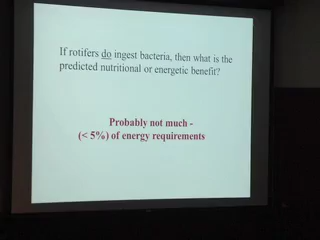 If rotifers do ingest bacteria, then what is the
predicted nutritional or energetic benefit?
Probably not much -
(< 5%) of energy requirements